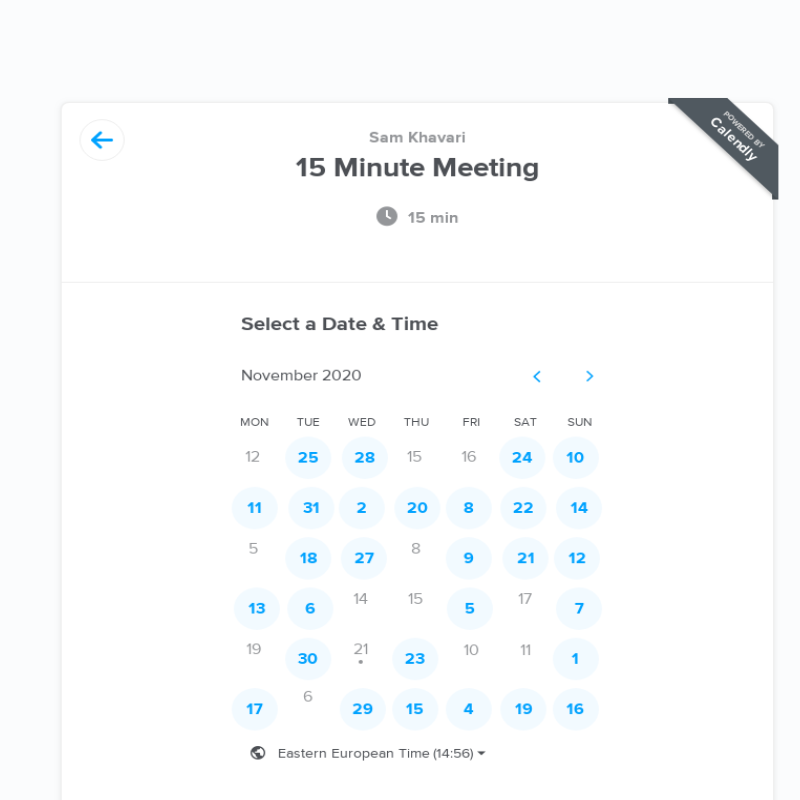 POWERED BY
Calendly
Sam Khavari
15 Minute Meeting
15 min
Select a Date & Time
November 2020
MON TUE WED THU FRI SAT SUN
12 25 28 15 16 24 10
11 31 2 20 8 22 14
5 18 27 8 9 21 12
13 6 14 15 5 17 7
19 30 21 23 10 11 1
17 6 29 15 4 19 16
Eastern European Time (14:56)